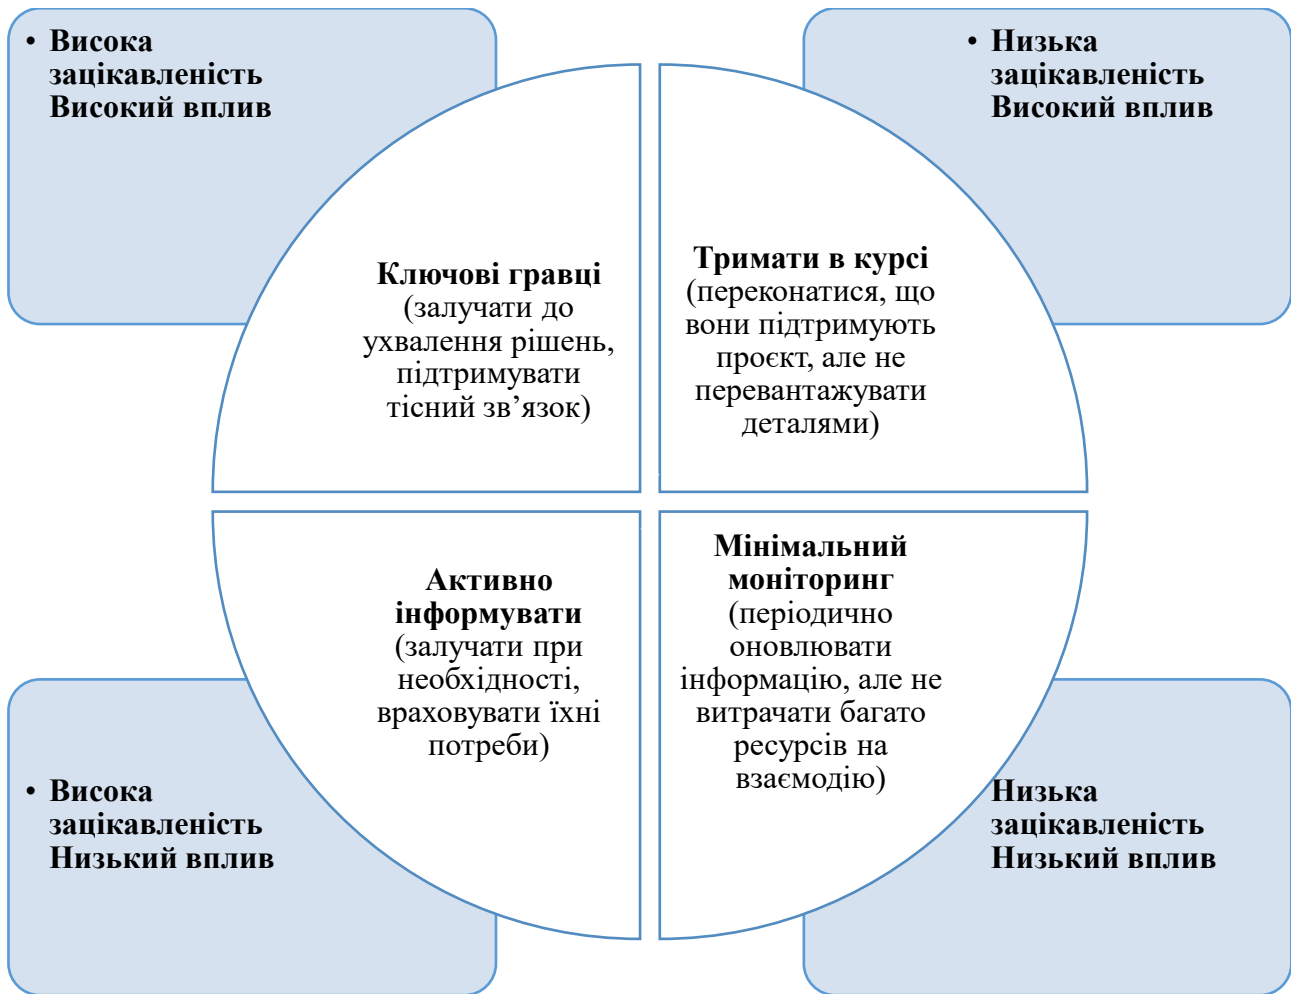 • Висока
зацікавленість
Високий вплив
• Низька
зацікавленість
Високий вплив
Ключові гравці
(залучати до
ухвалення рішень,
підтримувати
тісний зв’язок)
Тримати в курсі
(переконатися, що
вони підтримують
проєкт, але не
перевантажувати
деталями)
Активно
інформувати
(залучати при
необхідності,
враховувати їхні
потреби)
Мінімальний
моніторинг
(періодично
оновлювати
інформацію, але не
витрачати багато
ресурсів на
взаємодію)
• Висока
зацікавленість
Низький вплив
Низька
зацікавленість
Низький вплив